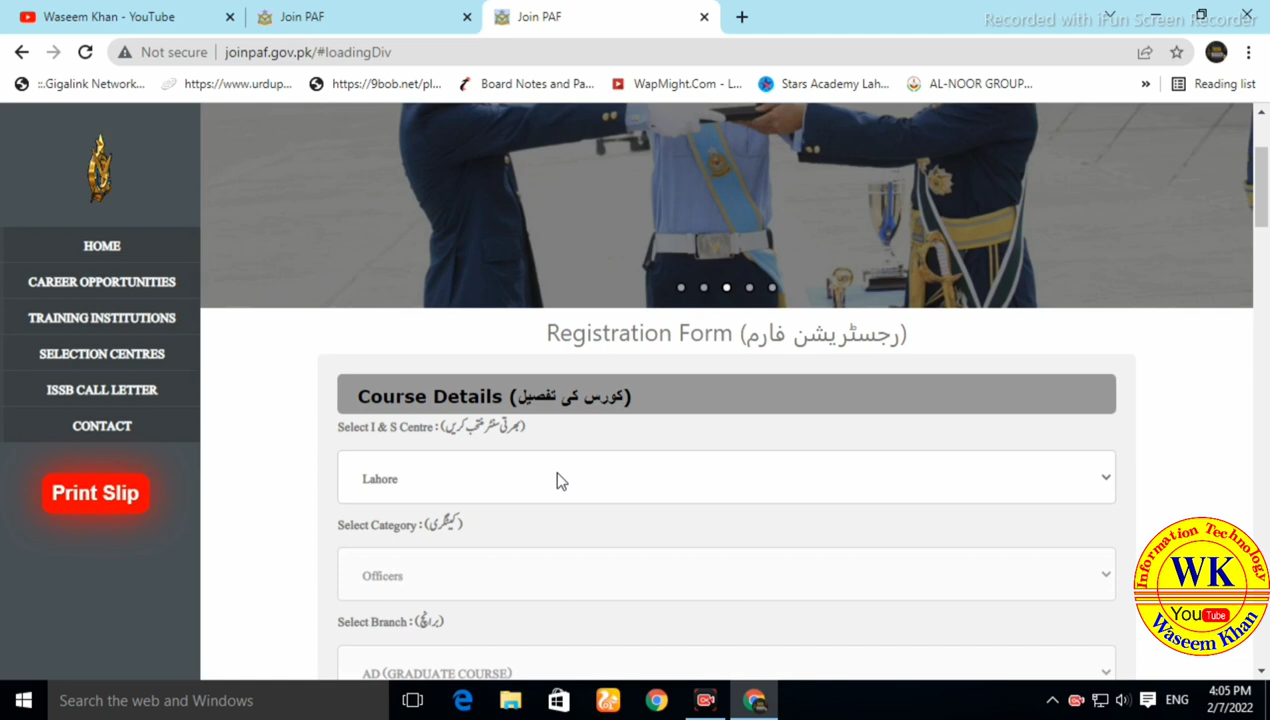 Waseem Khan - YouTube
Join PAF
Join PAF
Recorded with iFun Screen Recorder
Not secure
joinpaf.gov.pk/#loadingDiv
::.Gigalink Network...
https://www.urdup...
https://9bob.net/pl...
Board Notes and Pa...
WapMight.Com - L...
Stars Academy Lah...
AL-NOOR GROUP...
»
Reading list
HOME
CAREER OPPORTUNITIES
TRAINING INSTITUTIONS
SELECTION CENTRES
ISSB CALL LETTER
CONTACT
Print Slip
Registration Form (رجسٹریشن فارم)
Course Details (کورس کی تفصیل)
Select I & S Centre : (بھرتی سنٹر منتخب کریں)
Lahore
Select Category : (کیٹگری)
Officers
Select Branch : (برانچ)
AD (GRADUATE COURSE)
Information Technology
WK
YouTube
Waseem Khan
Search the web and Windows
ENG
4:05 PM
2/7/2022